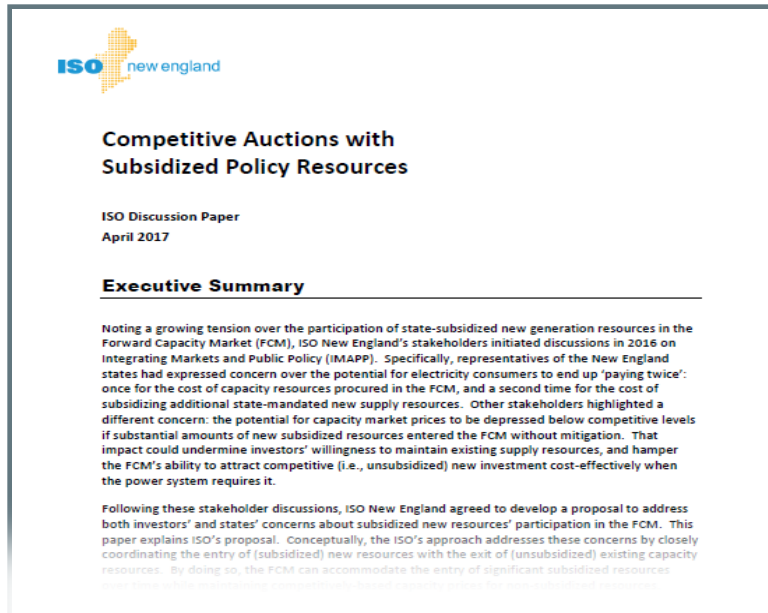 ISO new england
Competitive Auctions with
Subsidized Policy Resources
ISO Discussion Paper
April 2017
Executive Summary
Noting a growing tension over the participation of state-subsidized new generation resources in the
Forward Capacity Market (FCM), ISO New England's stakeholders initiated discussions in 2016 on
Integrating Markets and Public Policy (IMAPP). Specifically, representatives of the New England
states had expressed concern over the potential for electricity consumers to end up 'paying twice':
once for the cost of capacity resources procured in the FCM, and a second time for the cost of
subsidizing additional state-mandated new supply resources. Other stakeholders highlighted a
different concern: the potential for capacity market prices to be depressed below competitive levels
if substantial amounts of new subsidized resources entered the FCM without mitigation. That
impact could undermine investors' willingness to maintain existing supply resources, and hamper
the FCM's ability to attract competitive (i.e., unsubsidized) new investment cost-effectively when
the power system requires it.
Following these stakeholder discussions, ISO New England agreed to develop a proposal to address
both investors' and states' concerns about subsidized new resources' participation in the FCM. This
paper explains ISO's proposal. Conceptually, the ISO's approach addresses these concerns by closely
coordinating the entry of (subsidized) new resources with the exit of (unsubsidized) existing capacity
resources. By doing so, the FCM can accommodate the entry of significant subsidized resources
over time while maintaining competitively-based capacity prices for